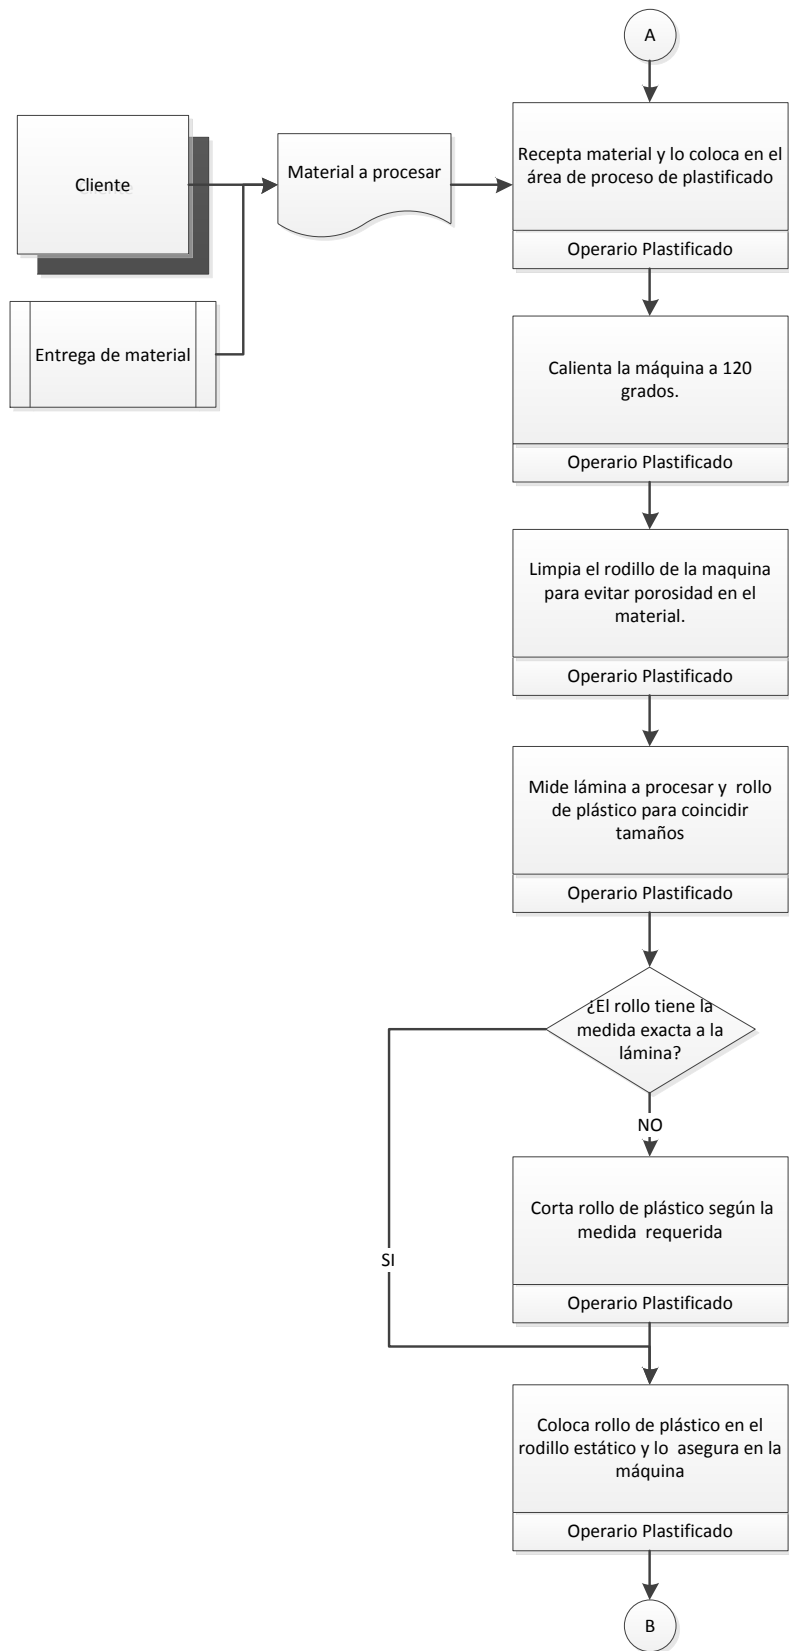 A
Cliente
Material a procesar
Recepta material y lo coloca en el
área de proceso de plastificado
Operario Plastificado
Entrega de material
Calienta la máquina a 120
grados.
Operario Plastificado
Limpia el rodillo de la maquina
para evitar porosidad en el
material.
Operario Plastificado
Mide lámina a procesar y rollo
de plástico para coincidir
tamaños
Operario Plastificado
¿El rollo tiene la
medida exacta a la
lámina?
NO
Corta rollo de plástico según la
medida requerida
SI
Operario Plastificado
Coloca rollo de plástico en el
rodillo estático y lo asegura en la
máquina
Operario Plastificado
B